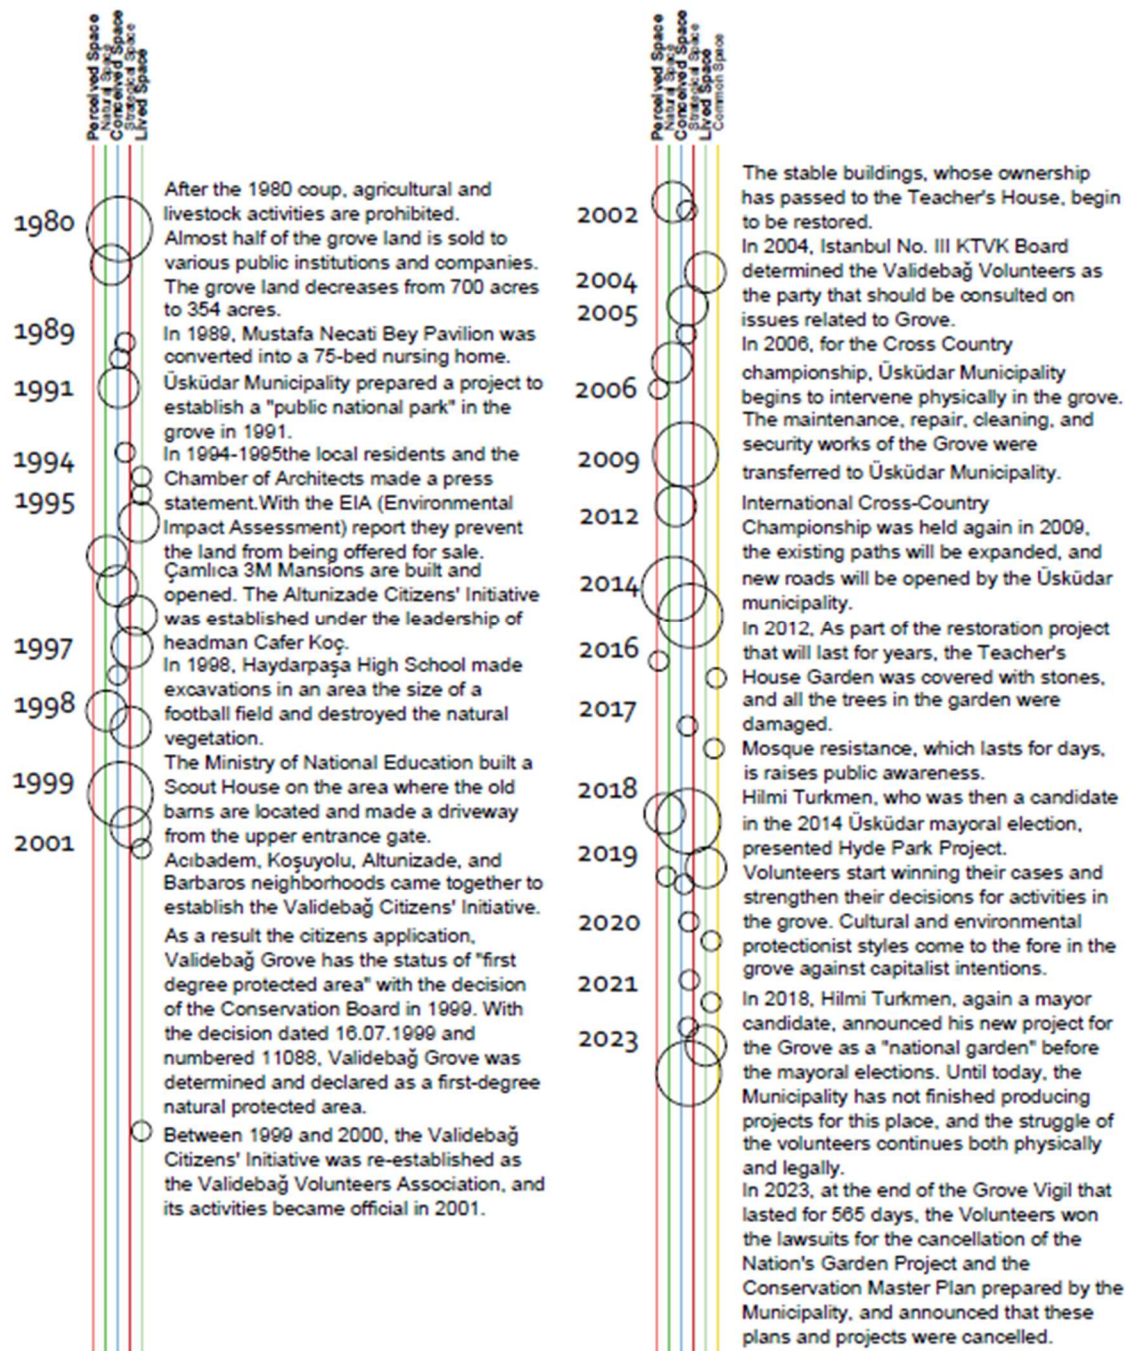 Perceived Space
Natural Space
Conceived Space
Strategical Space
Lived Space
1980
1989
1991
1994
1995
1997
1998
1999
2001
After the 1980 coup, agricultural and
livestock activities are prohibited.
Almost half of the grove land is sold to
various public institutions and companies.
The grove land decreases from 700 acres
to 354 acres.
In 1989, Mustafa Necati Bey Pavilion was
converted into a 75-bed nursing home.
Üsküdar Municipality prepared a project to
establish a "public national park" in the
grove in 1991.
In 1994-1995the local residents and the
Chamber of Architects made a press
statement.With the EIA (Environmental
Impact Assessment) report they prevent
the land from being offered for sale.
Çamlıca 3M Mansions are built and
opened. The Altunizade Citizens' Initiative
was established under the leadership of
headman Cafer Koç.
In 1998, Haydarpaşa High School made
excavations in an area the size of a
football field and destroyed the natural
vegetation.
The Ministry of National Education built a
Scout House on the area where the old
barns are located and made a driveway
from the upper entrance gate.
Acıbadem, Koşuyolu, Altunizade, and
Barbaros neighborhoods came together to
establish the Validebağ Citizens' Initiative.
As a result the citizens application,
Validebağ Grove has the status of "first
degree protected area" with the decision
of the Conservation Board in 1999. With
the decision dated 16.07.1999 and
numbered 11088, Validebağ Grove was
determined and declared as a first-degree
natural protected area.
Between 1999 and 2000, the Validebağ
Citizens' Initiative was re-established as
the Validebağ Volunteers Association, and
its activities became official in 2001.
Perceived Space
Natural Space
Conceived Space
Strategical Space
Lived Space
Common Space
2002
2004
2005
2006
2009
2012
2014
2016
2017
2018
2019
2020
2021
2023
The stable buildings, whose ownership
has passed to the Teacher's House, begin
to be restored.
In 2004, Istanbul No. III KTVK Board
determined the Validebağ Volunteers as
the party that should be consulted on
issues related to Grove.
In 2006, for the Cross Country
championship, Üsküdar Municipality
begins to intervene physically in the grove.
The maintenance, repair, cleaning, and
security works of the Grove were
transferred to Üsküdar Municipality.
International Cross-Country
Championship was held again in 2009,
the existing paths will be expanded, and
new roads will be opened by the Üsküdar
municipality.
In 2012, As part of the restoration project
that will last for years, the Teacher's
House Garden was covered with stones,
and all the trees in the garden were
damaged.
Mosque resistance, which lasts for days,
is raises public awareness.
Hilmi Turkmen, who was then a candidate
in the 2014 Üsküdar mayoral election,
presented Hyde Park Project.
Volunteers start winning their cases and
strengthen their decisions for activities in
the grove. Cultural and environmental
protectionist styles come to the fore in the
grove against capitalist intentions.
In 2018, Hilmi Turkmen, again a mayor
candidate, announced his new project for
the Grove as a "national garden" before
the mayoral elections. Until today, the
Municipality has not finished producing
projects for this place, and the struggle of
the volunteers continues both physically
and legally.
In 2023, at the end of the Grove Vigil that
lasted for 565 days, the Volunteers won
the lawsuits for the cancellation of the
Nation's Garden Project and the
Conservation Master Plan prepared by the
Municipality, and announced that these
plans and projects were cancelled.